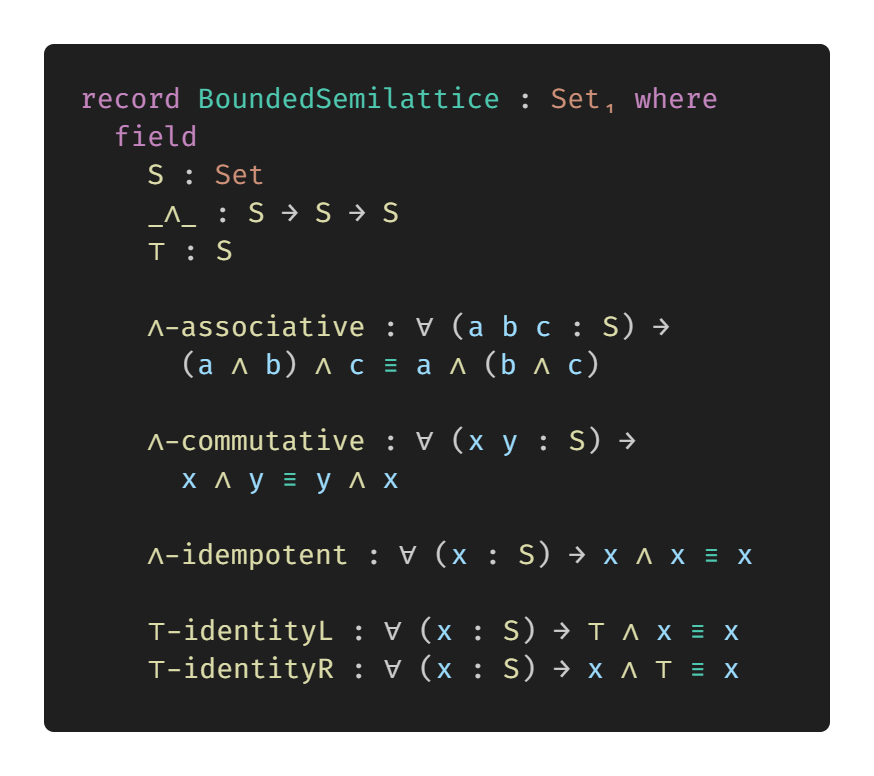 record BoundedSemilattice : Set₁ where
  field
    S : Set
    _∧_ : S → S → S
    ⊤ : S

    ∧-associative : ∀ (a b c : S) →
      (a ∧ b) ∧ c ≡ a ∧ (b ∧ c)

    ∧-commutative : ∀ (x y : S) →
      x ∧ y ≡ y ∧ x

    ∧-idempotent : ∀ (x : S) → x ∧ x ≡ x

    ⊤-identityL : ∀ (x : S) → ⊤ ∧ x ≡ x
    ⊤-identityR : ∀ (x : S) → x ∧ ⊤ ≡ x